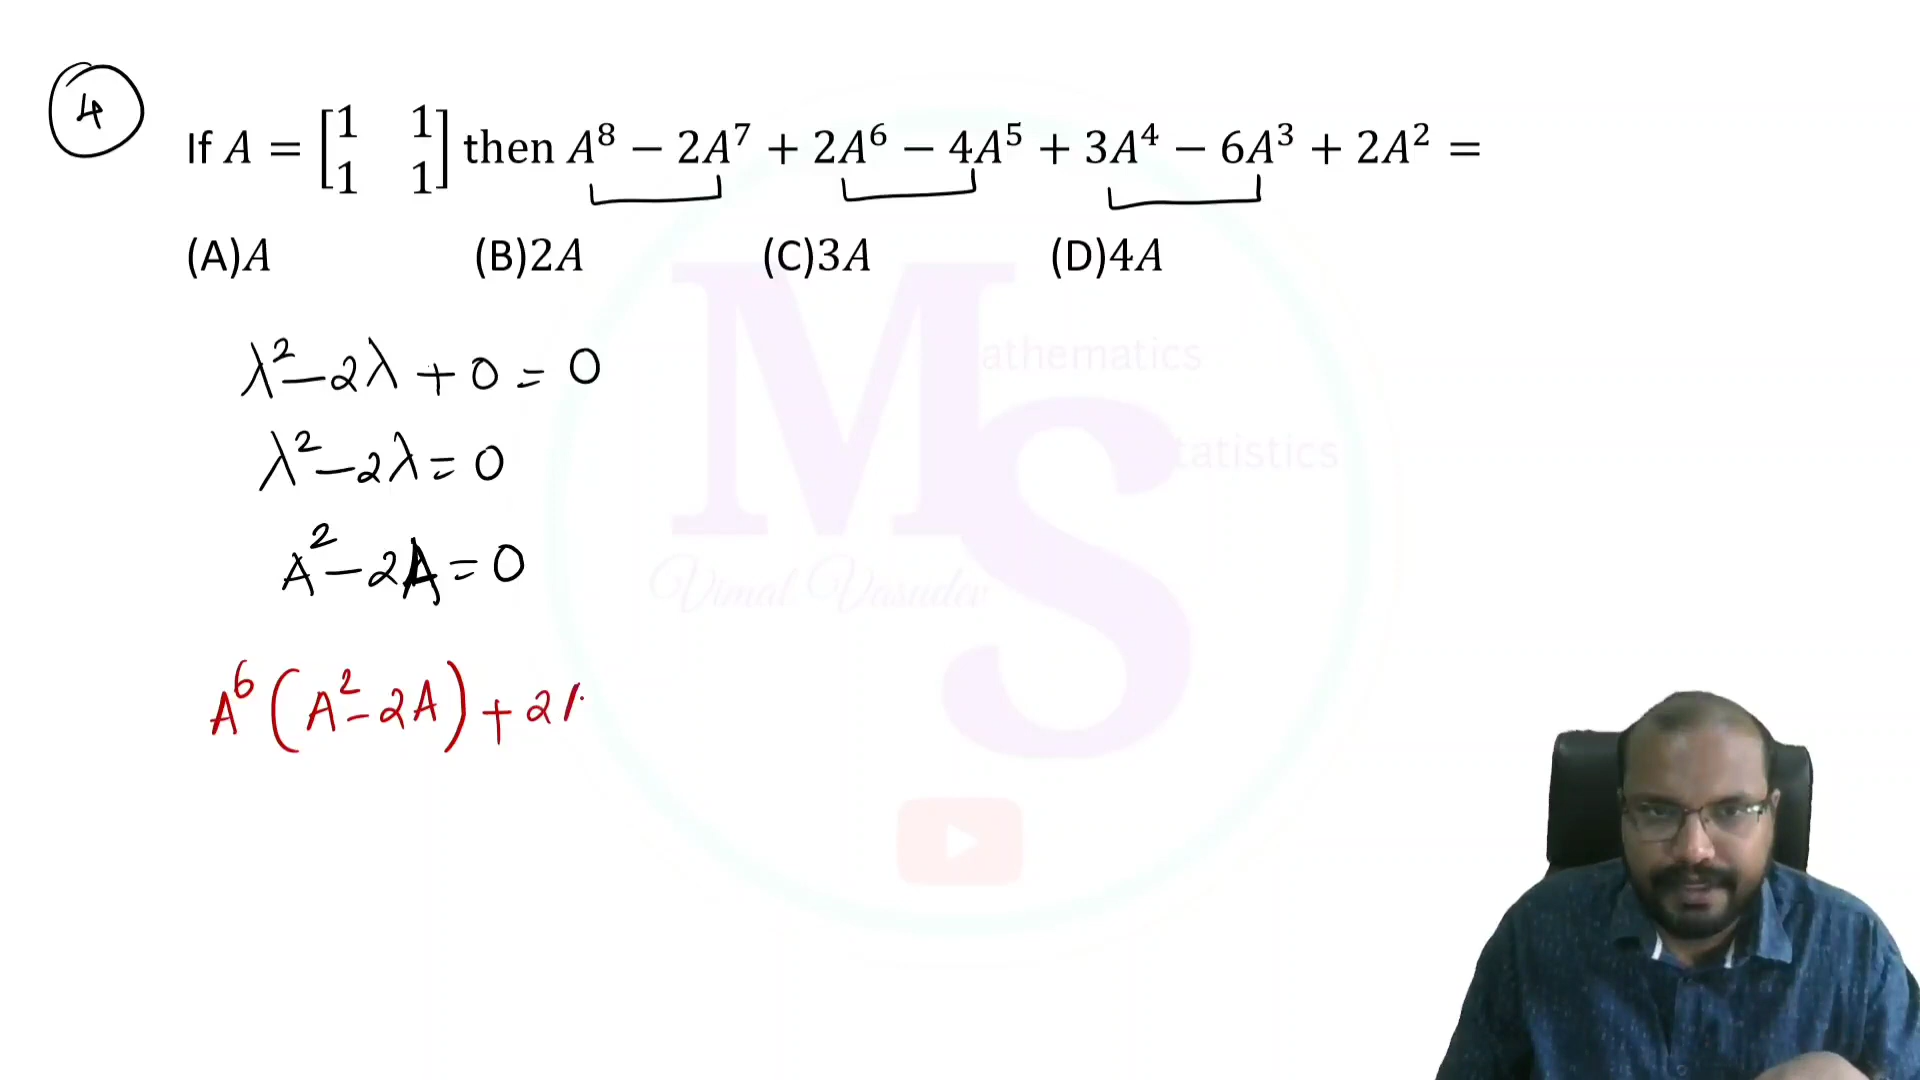 4
If A = [1 1; 1 1] then A⁸ − 2A⁷ + 2A⁶ − 4A⁵ + 3A⁴ − 6A³ + 2A² =
(A)A (B)2A (C)3A (D)4A
λ² − 2λ + 0 = 0
λ² − 2λ = 0
A² − 2A = 0
A⁶(A² − 2A) + 2
M
athematics
S
tatistics
Vimal Vasudev